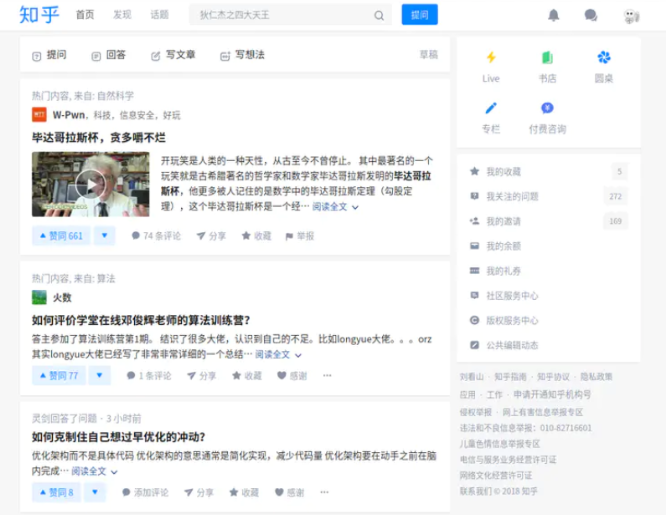 知乎 首页 发现 话题 狄仁杰之四大天王 提问
提问 回答 写文章 写想法 草稿
热门内容, 来自: 自然科学
W-Pwn，科技，信息安全，好玩
毕达哥拉斯杯，贪多嚼不烂
开玩笑是人类的一种天性，从古至今不曾停止。 其中最著名的一个
玩笑就是古希腊著名的哲学家和数学家毕达哥拉斯发明的毕达哥拉
斯杯，他更多被人记住的是数学中的毕达哥拉斯定理（勾股定
理），这个毕达哥拉斯杯是一个经… 阅读全文
赞同 661 74 条评论 分享 收藏 举报
热门内容, 来自: 算法
火数
如何评价学堂在线邓俊辉老师的算法训练营?
答主参加了算法训练营第1期。 结识了很多大佬，认识到自己的不足。比如longyue大佬。。。orz
其实longyue大佬已经写了非常非常详细的一个总结… 阅读全文
赞同 77 1 条评论 分享 收藏 感谢 …
灵剑回答了问题 · 3 小时前
如何克制住自己想过早优化的冲动?
优化架构而不是具体代码 优化架构的意思通常是简化实现，减少代码量 优化架构要在动手之前在脑
内完成… 阅读全文
赞同 8 添加评论 分享 收藏 感谢 …
Live 书店 圆桌
专栏 付费咨询
我的收藏 5
我关注的问题 272
我的邀请 169
我的余额
我的礼券
社区服务中心
版权服务中心
公共编辑动态
刘看山 · 知乎指南 · 知乎协议 · 隐私政策
应用 · 工作 · 申请开通知乎机构号
侵权举报 · 网上有害信息举报专区
违法和不良信息举报：010-82716601
儿童色情信息举报专区
电信与服务业务经营许可证
网络文化经营许可证
联系我们 © 2018 知乎